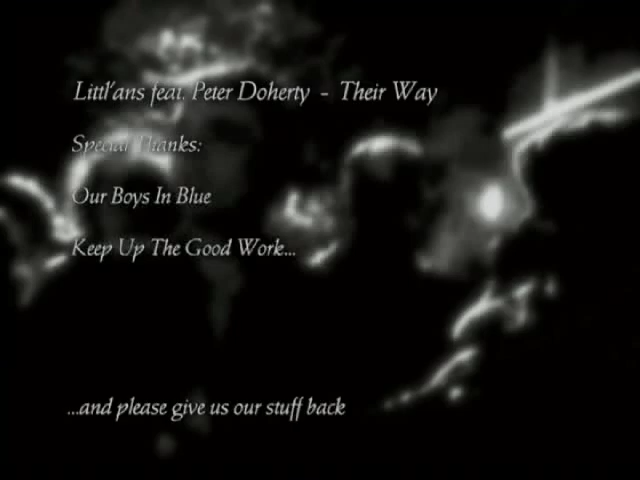 Littl'ans feat. Peter Doherty - Their Way
Special Thanks:
Our Boys In Blue
Keep Up The Good Work...
...and please give us our stuff back